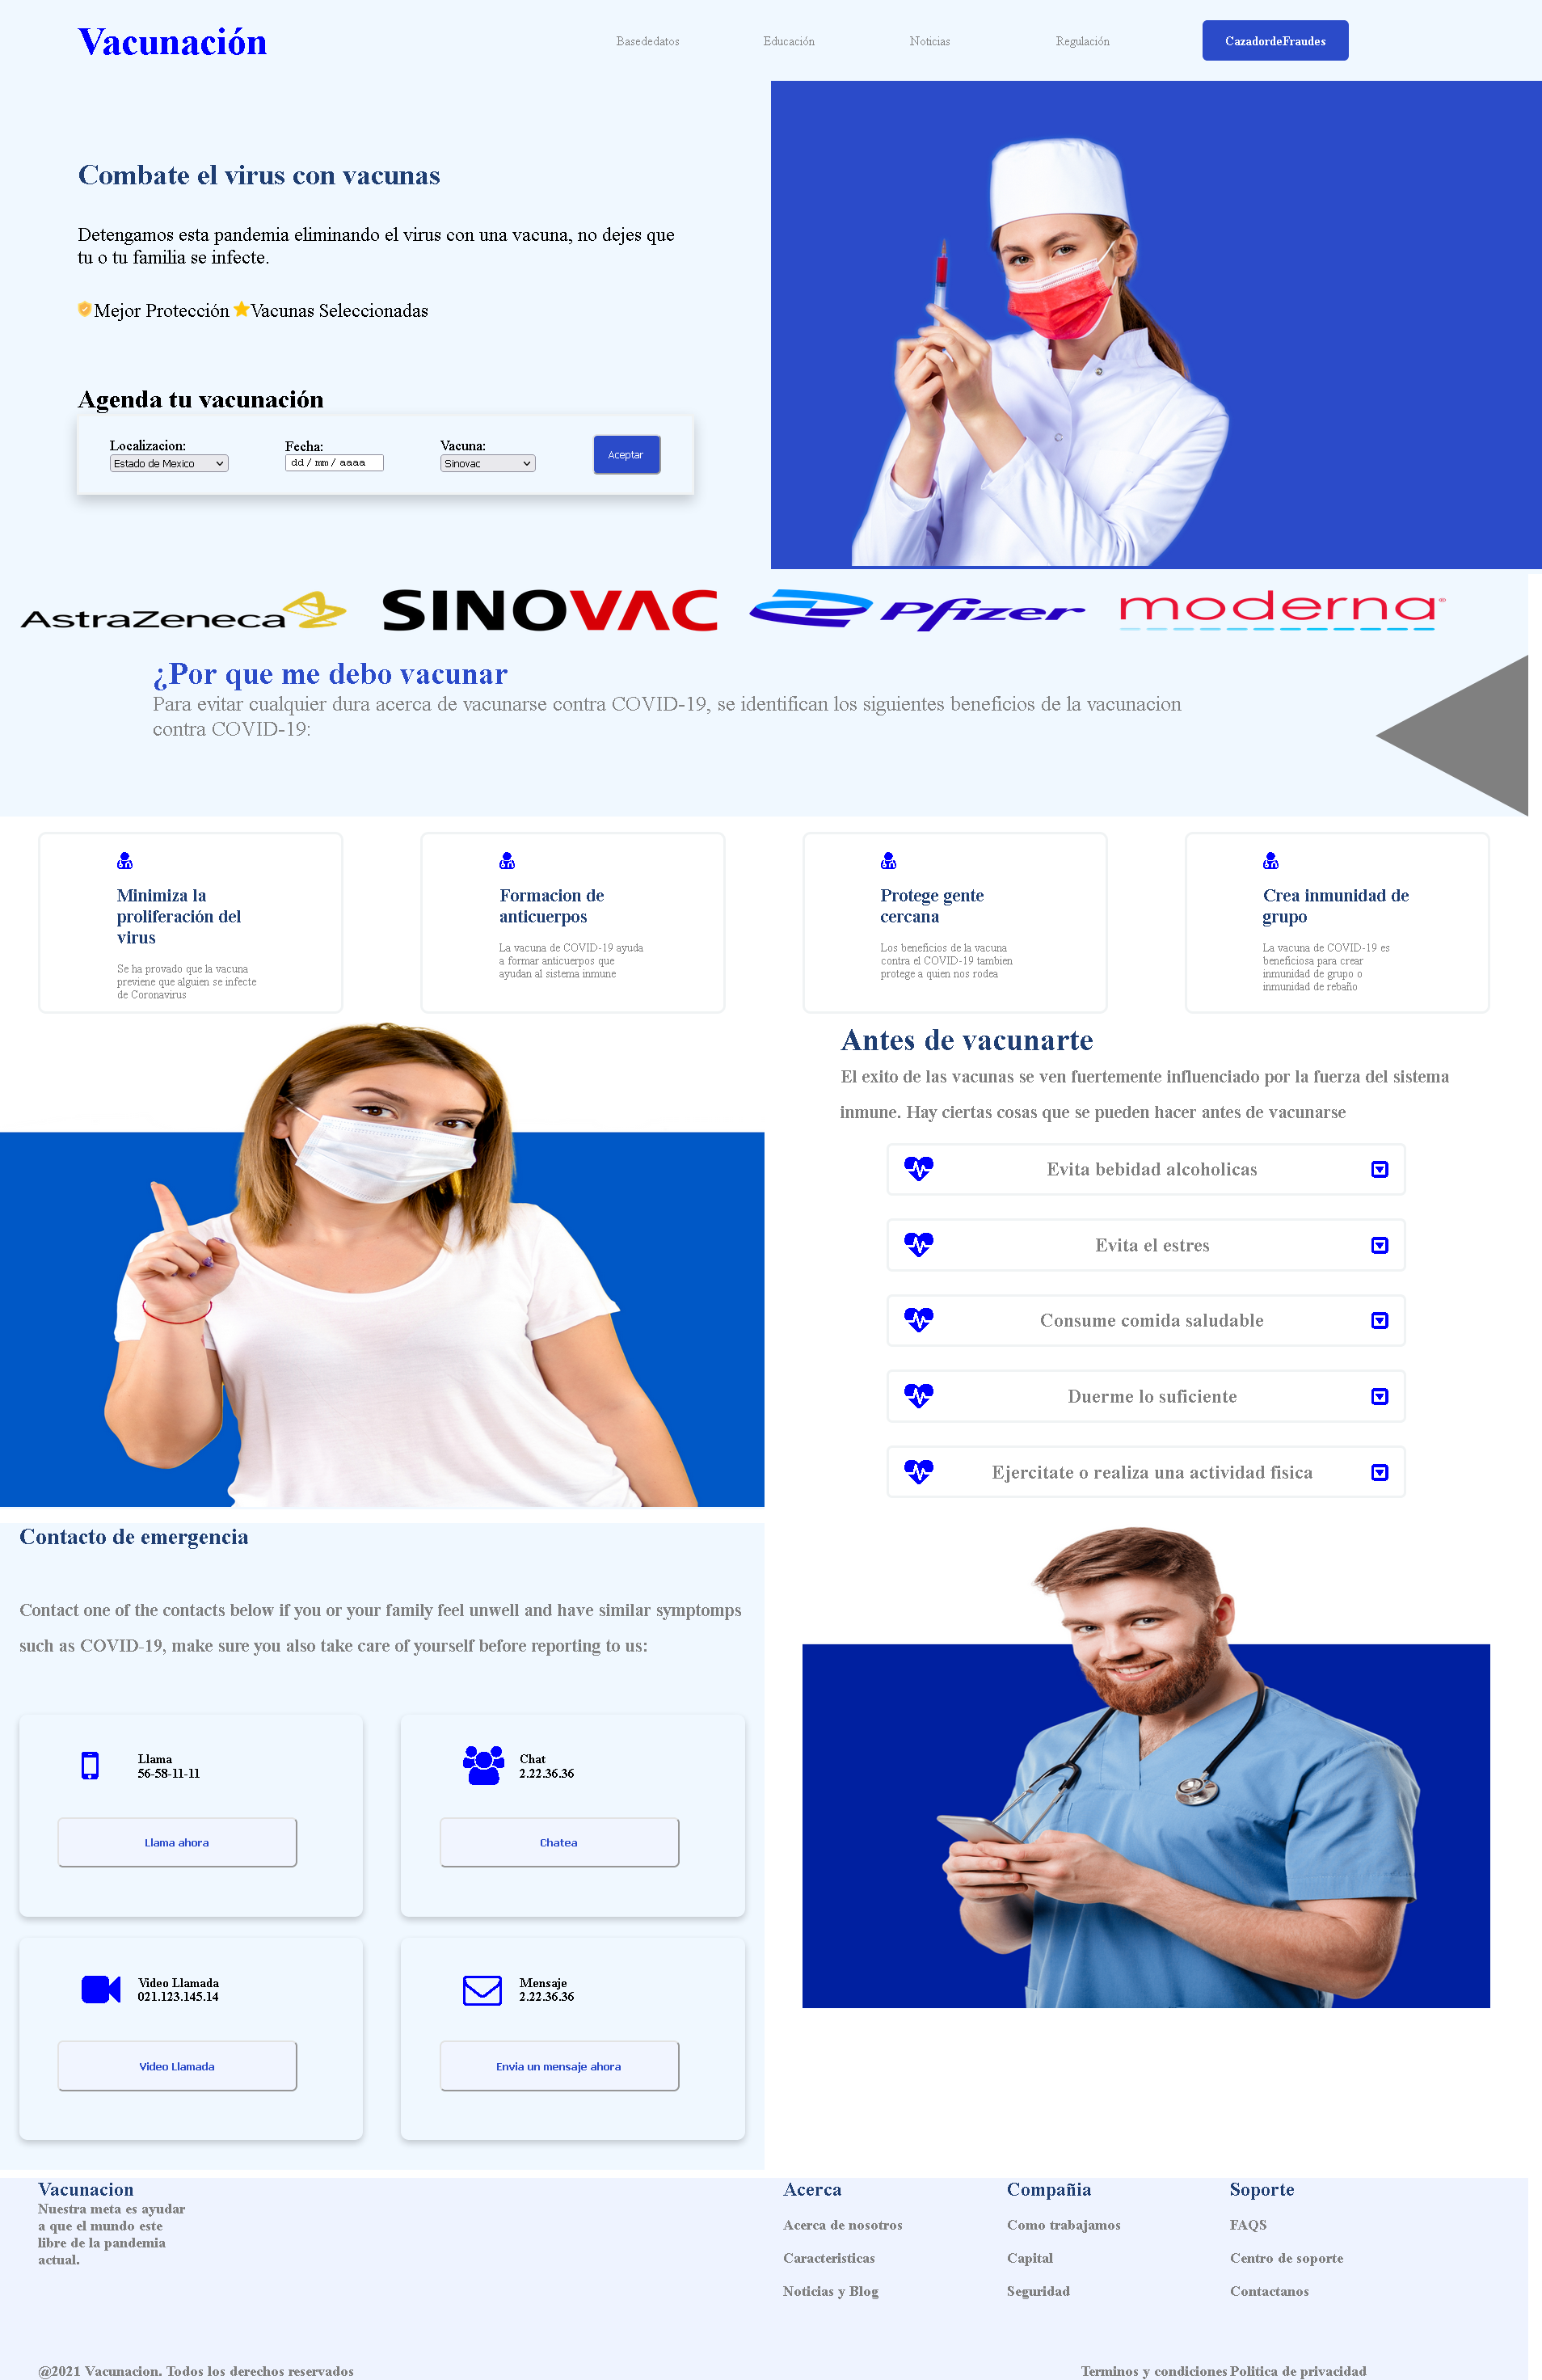 Vacunación
Basededatos
Educación
Noticias
Regulación
CazadordeFraudes
Combate el virus con vacunas
Detengamos esta pandemia eliminando el virus con una vacuna, no dejes que
tu o tu familia se infecte.
Mejor Protección Vacunas Seleccionadas
Agenda tu vacunación
Localizacion:
Fecha:
Vacuna:
Estado de Mexico
dd / mm / aaaa
Sinovac
Aceptar
AstraZeneca
SINOVAC
Pfizer
moderna®
¿Por que me debo vacunar
Para evitar cualquier dura acerca de vacunarse contra COVID-19, se identifican los siguientes beneficios de la vacunacion
contra COVID-19:
Minimiza la
proliferación del
virus
Se ha provado que la vacuna
previene que alguien se infecte
de Coronavirus
Formacion de
anticuerpos
La vacuna de COVID-19 ayuda
a formar anticuerpos que
ayudan al sistema inmune
Protege gente
cercana
Los beneficios de la vacuna
contra el COVID-19 tambien
protege a quien nos rodea
Crea inmunidad de
grupo
La vacuna de COVID-19 es
beneficiosa para crear
inmunidad de grupo o
inmunidad de rebaño
Antes de vacunarte
El exito de las vacunas se ven fuertemente influenciado por la fuerza del sistema
inmune. Hay ciertas cosas que se pueden hacer antes de vacunarse
Evita bebidad alcoholicas
Evita el estres
Consume comida saludable
Duerme lo suficiente
Ejercitate o realiza una actividad fisica
Contacto de emergencia
Contact one of the contacts below if you or your family feel unwell and have similar symptomps
such as COVID-19, make sure you also take care of yourself before reporting to us:
Llama
56-58-11-11
Llama ahora
Chat
2.22.36.36
Chatea
Video Llamada
021.123.145.14
Video Llamada
Mensaje
2.22.36.36
Envia un mensaje ahora
Vacunacion
Nuestra meta es ayudar
a que el mundo este
libre de la pandemia
actual.
Acerca
Acerca de nosotros
Caracteristicas
Noticias y Blog
Compañia
Como trabajamos
Capital
Seguridad
Soporte
FAQS
Centro de soporte
Contactanos
@2021 Vacunacion. Todos los derechos reservados
Terminos y condiciones Politica de privacidad